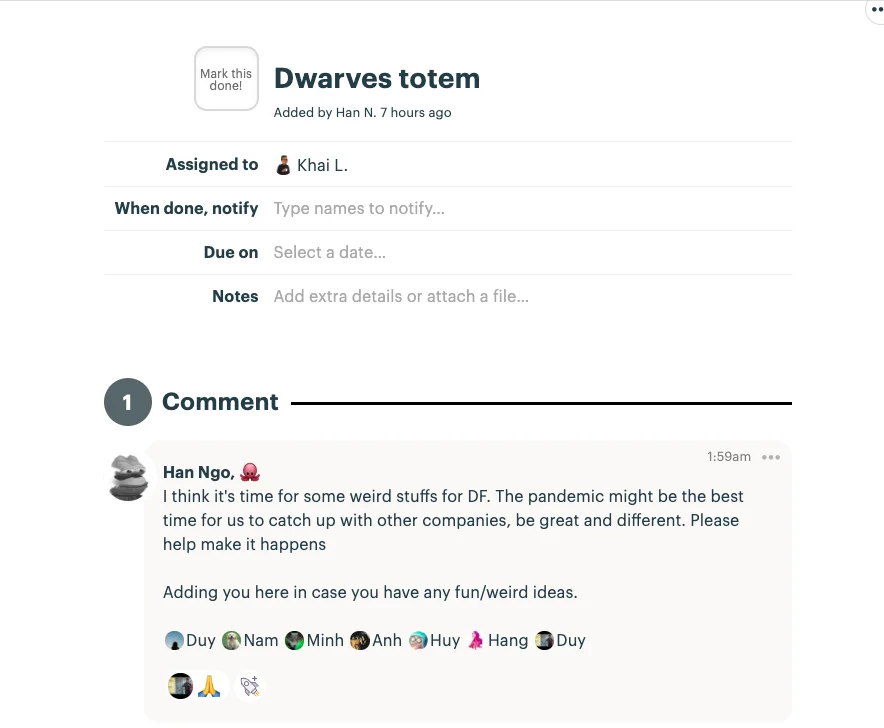 Mark this
done!
Dwarves totem
Added by Han N. 7 hours ago
Assigned to Khai L.
When done, notify Type names to notify...
Due on Select a date...
Notes Add extra details or attach a file...
1 Comment
1:59am
Han Ngo,
I think it's time for some weird stuffs for DF. The pandemic might be the best
time for us to catch up with other companies, be great and different. Please
help make it happens
Adding you here in case you have any fun/weird ideas.
Duy Nam Minh Anh Huy Hang Duy